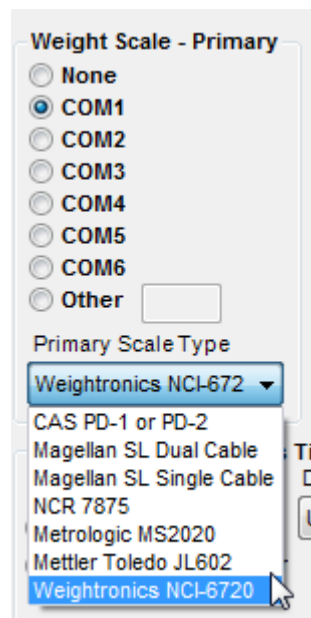 Weight Scale - Primary
None
COM1
COM2
COM3
COM4
COM5
COM6
Other
Primary Scale Type
Weightronics NCI-672
CAS PD-1 or PD-2
Magellan SL Dual Cable
Magellan SL Single Cable
NCR 7875
Metrologic MS2020
Mettler Toledo JL602
Weightronics NCI-6720